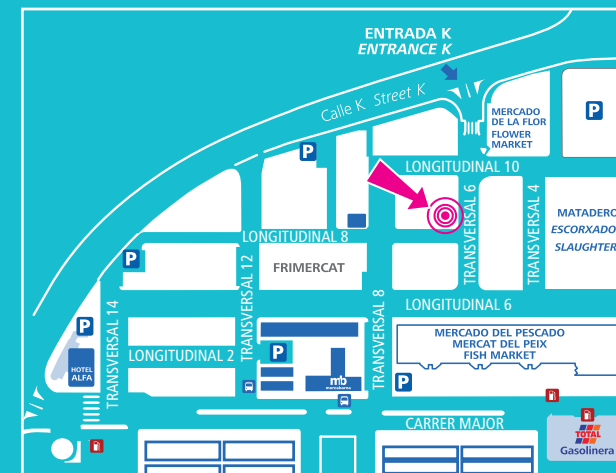 ENTRADA K
ENTRANCE K
Calle K Street K
MERCADO
DE LA FLOR
FLOWER
MARKET
P
P
LONGITUDINAL 10
TRANSVERSAL 6
TRANSVERSAL 4
MATADERO
ESCORXADO
SLAUGHTER
LONGITUDINAL 8
P
FRIMERCAT
TRANSVERSAL 12
TRANSVERSAL 8
LONGITUDINAL 6
TRANSVERSAL 14
P
LONGITUDINAL 2
P
MERCADO DEL PESCADO
MERCAT DEL PEIX
FISH MARKET
HOTEL
ALFA
mb
mercabarna
P
CARRER MAJOR
TOTAL
Gasolinera